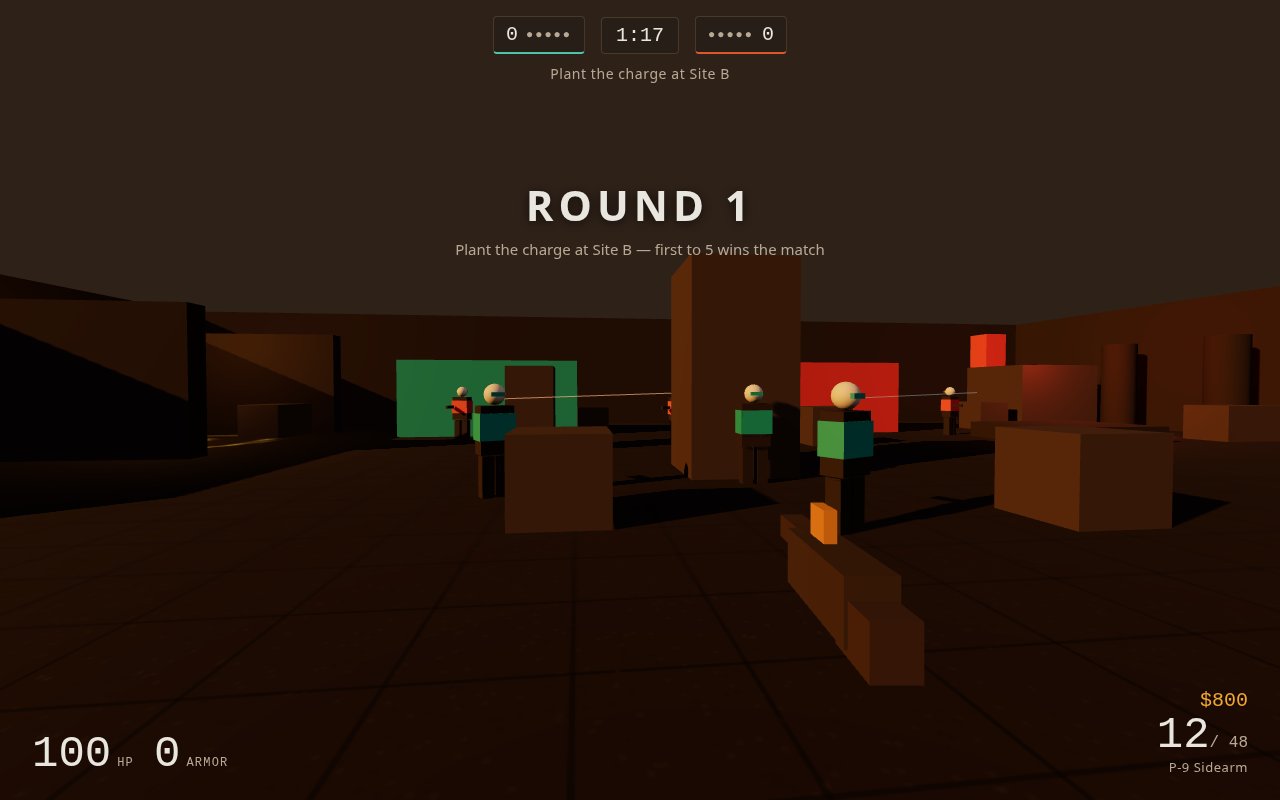 0 ••••• 1:17 ••••• 0
Plant the charge at Site B
ROUND 1
Plant the charge at Site B — first to 5 wins the match
$800
12 / 48
P-9 Sidearm
100 HP 0 ARMOR